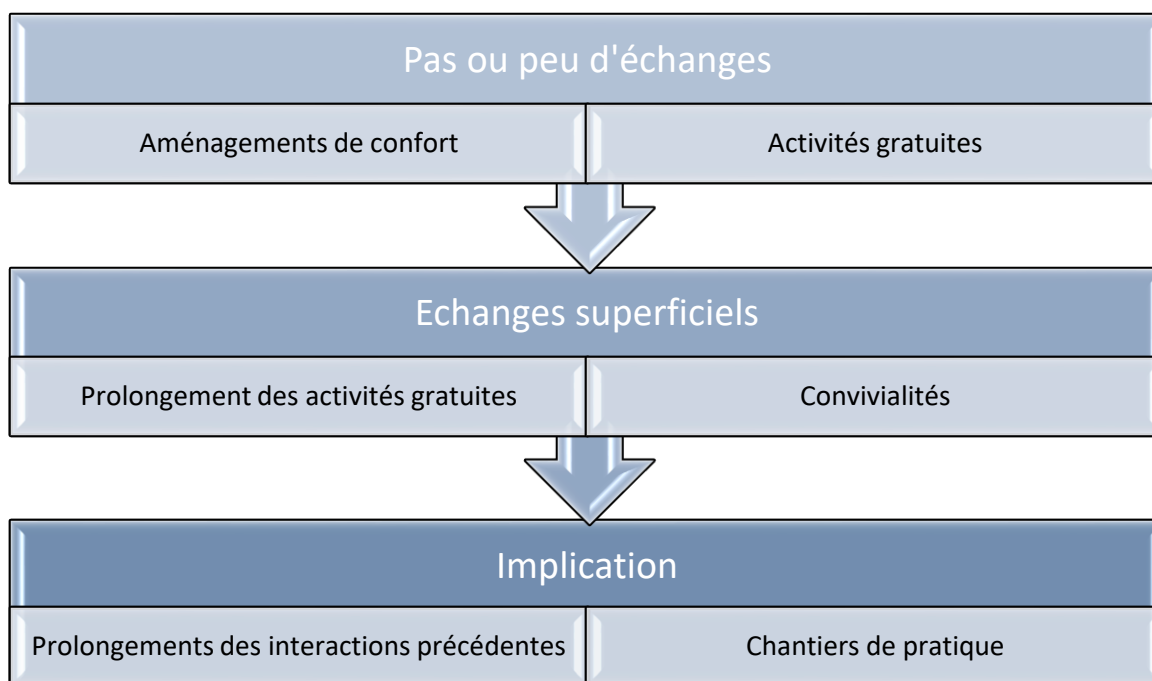 Pas ou peu d'échanges
Aménagements de confort
Activités gratuites
Echanges superficiels
Prolongement des activités gratuites
Convivialités
Implication
Prolongements des interactions précédentes
Chantiers de pratique